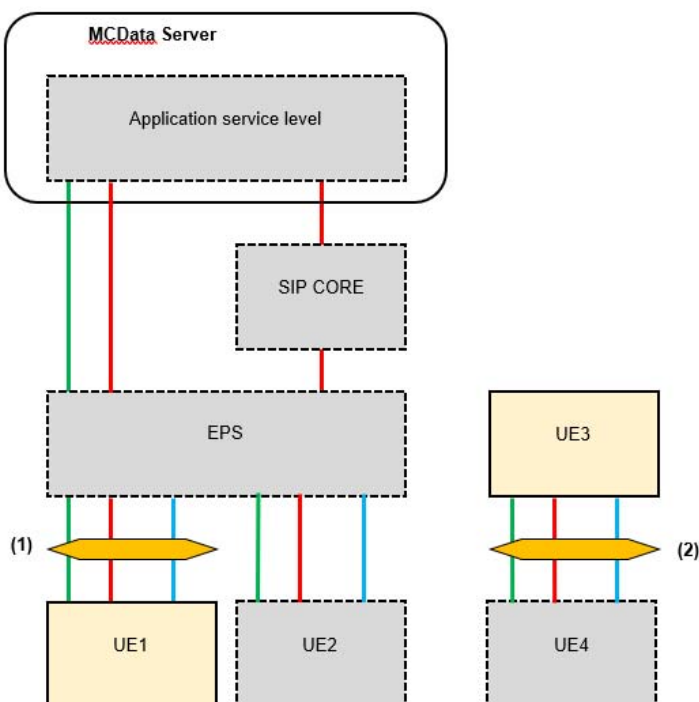 MCData Server
Application service level
SIP CORE
EPS
UE3
(1)
(2)
UE1
UE2
UE4